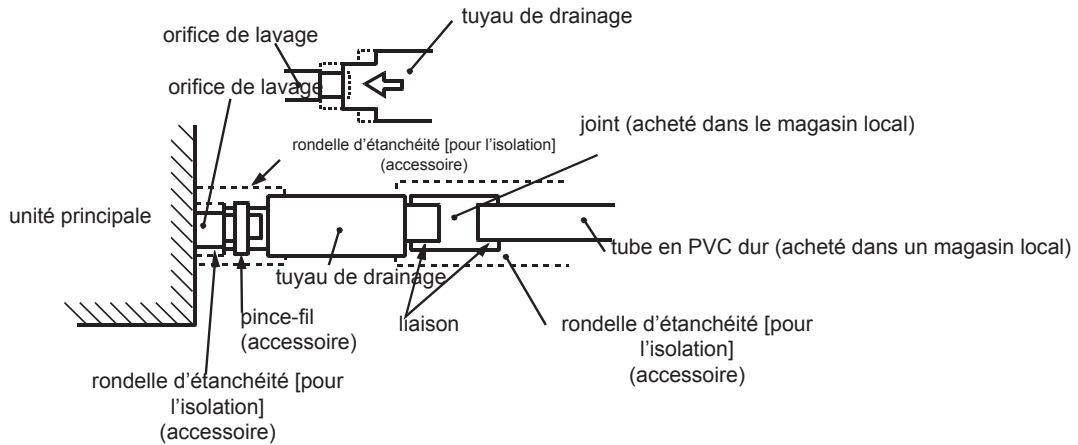 tuyau de drainage
orifice de lavage
orifice de lavage
joint (acheté dans le magasin local)
rondelle d'étanchéité [pour l'isolation]
(accessoire)
unité principale
tube en PVC dur (acheté dans un magasin local)
tuyau de drainage
pince-fil
(accessoire)
liaison
rondelle d'étanchéité [pour
l'isolation]
(accessoire)
rondelle d'étanchéité [pour
l'isolation]
(accessoire)